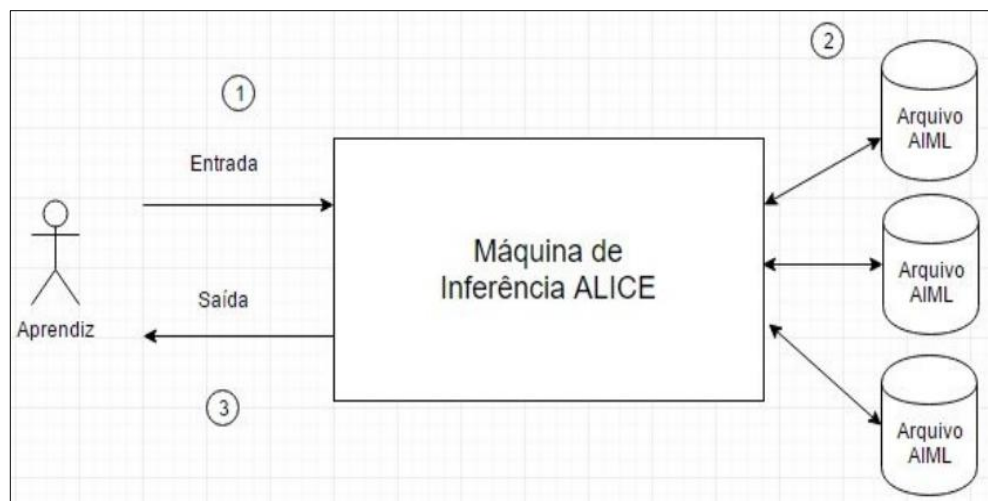 1
2
Entrada
Saída
Aprendiz
3
Máquina de
Inferência ALICE
Arquivo
AIML
Arquivo
AIML
Arquivo
AIML